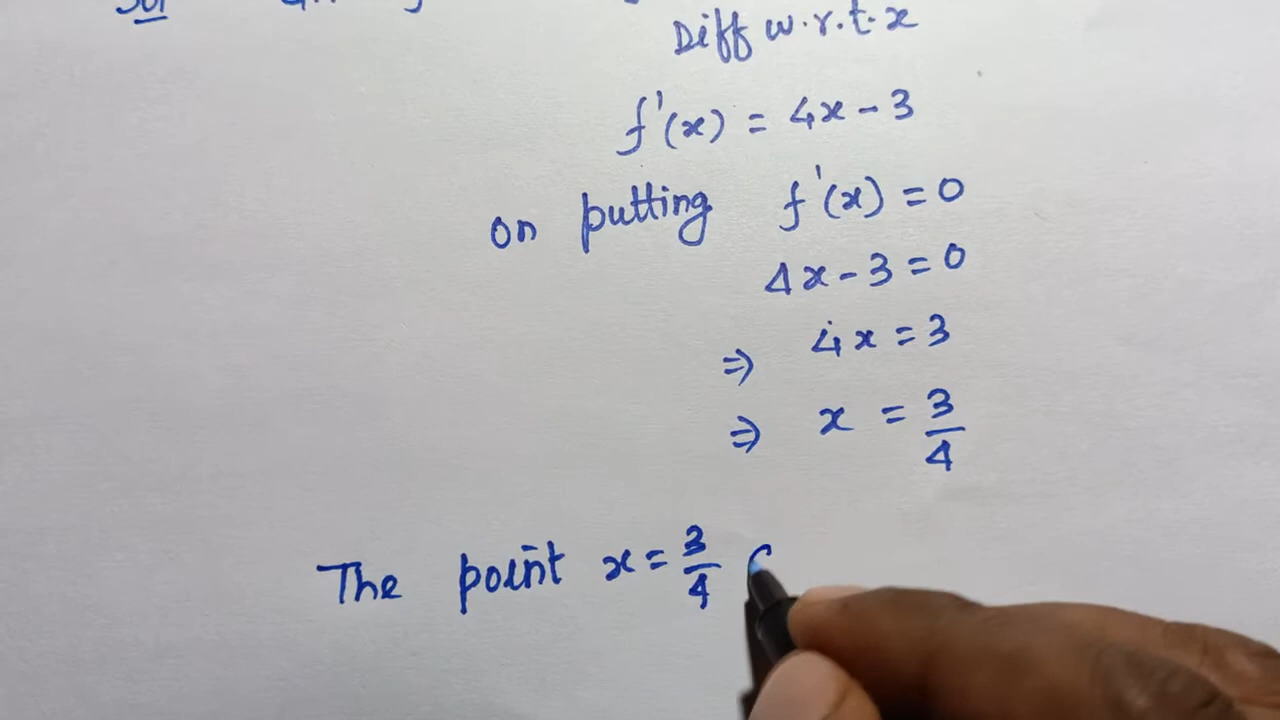 Diff w.r.t. x
f'(x) = 4x - 3
on putting f'(x) = 0
4x - 3 = 0
⇒ 4x = 3
⇒ x = 3/4
The point x = 3/4